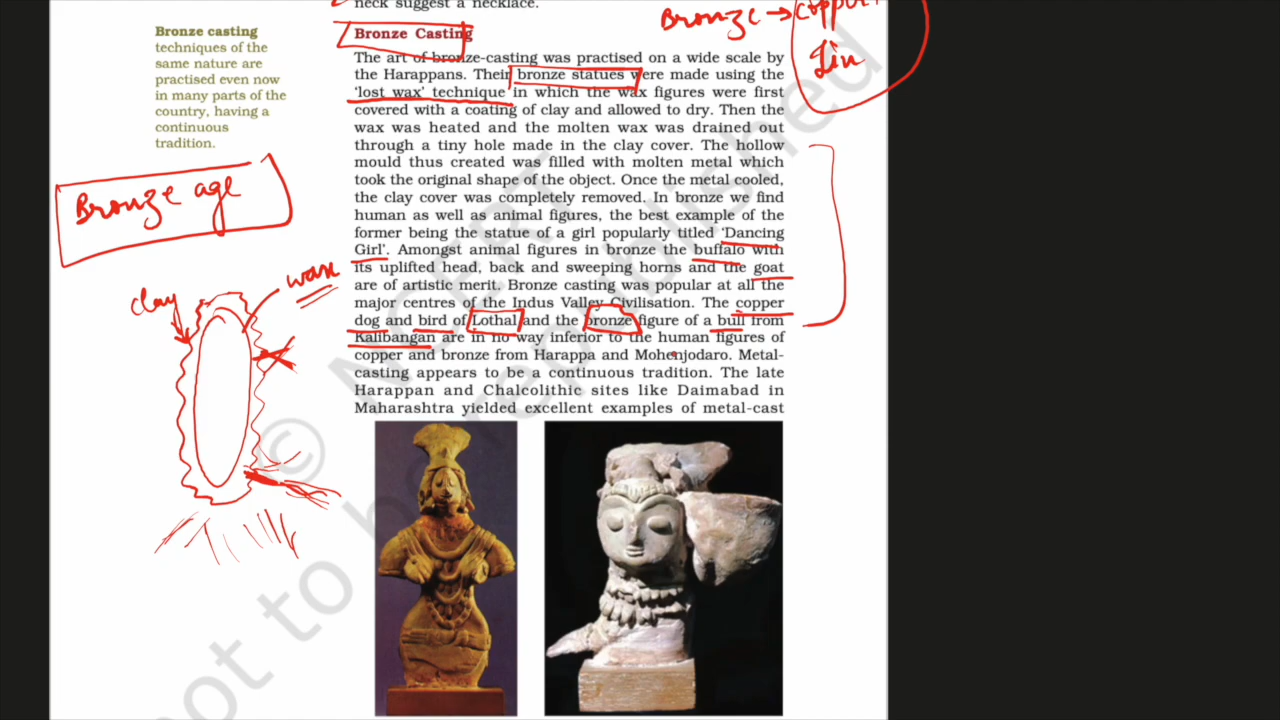 neck suggest a necklace.
Bronze → copper
Tin
Bronze casting
techniques of the
same nature are
practised even now
in many parts of the
country, having a
continuous
tradition.
Bronze age
clay
wax
Bronze Casting
The art of bronze-casting was practised on a wide scale by
the Harappans. Their bronze statues were made using the
‘lost wax’ technique in which the wax figures were first
covered with a coating of clay and allowed to dry. Then the
wax was heated and the molten wax was drained out
through a tiny hole made in the clay cover. The hollow
mould thus created was filled with molten metal which
took the original shape of the object. Once the metal cooled,
the clay cover was completely removed. In bronze we find
human as well as animal figures, the best example of the
former being the statue of a girl popularly titled ‘Dancing
Girl’. Amongst animal figures in bronze the buffalo with
its uplifted head, back and sweeping horns and the goat
are of artistic merit. Bronze casting was popular at all the
major centres of the Indus Valley Civilisation. The copper
dog and bird of Lothal and the bronze figure of a bull from
Kalibangan are in no way inferior to the human figures of
copper and bronze from Harappa and Mohenjodaro. Metal-
casting appears to be a continuous tradition. The late
Harappan and Chalcolithic sites like Daimabad in
Maharashtra yielded excellent examples of metal-cast
© NCERT
not to be republished